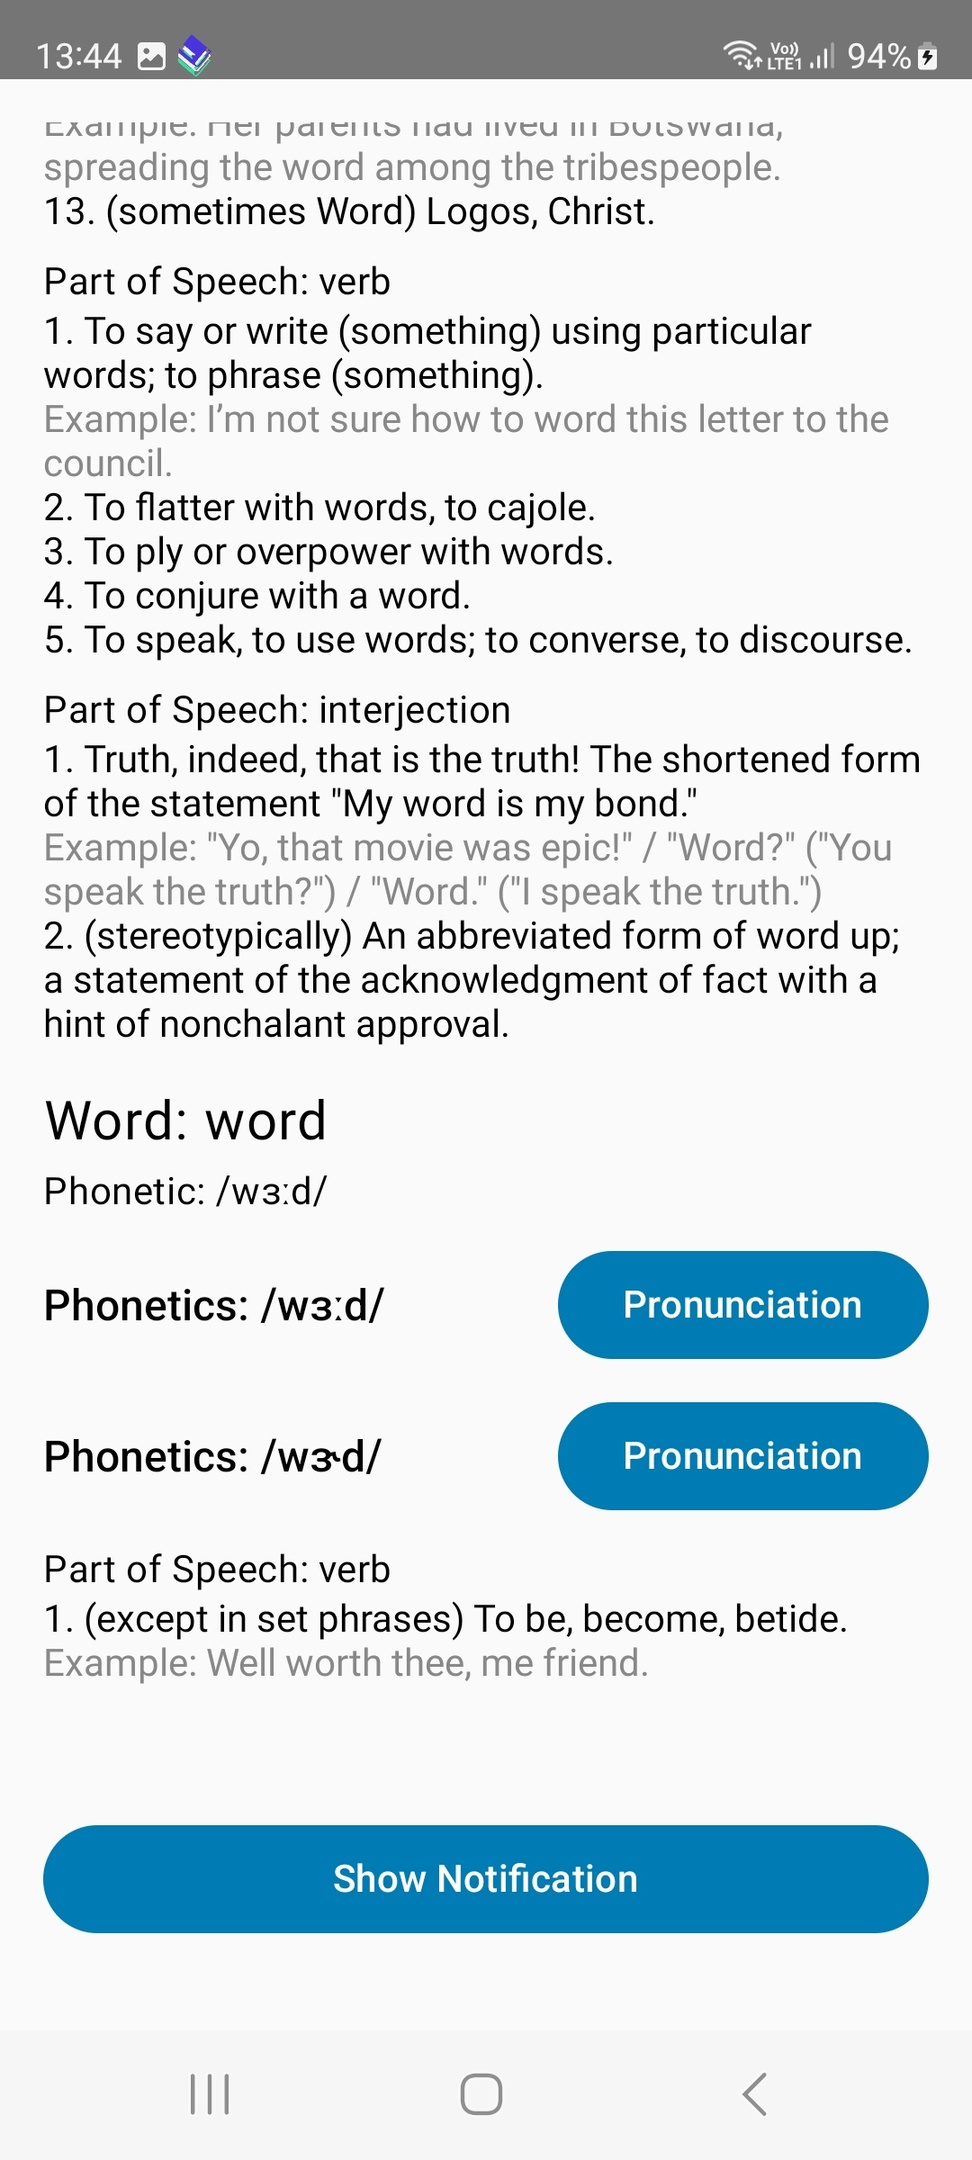 13:44
Vo))
LTE1
94%
Example: Her parents had lived in Botswana,
spreading the word among the tribespeople.
13. (sometimes Word) Logos, Christ.
Part of Speech: verb
1. To say or write (something) using particular
words; to phrase (something).
Example: I’m not sure how to word this letter to the
council.
2. To flatter with words, to cajole.
3. To ply or overpower with words.
4. To conjure with a word.
5. To speak, to use words; to converse, to discourse.
Part of Speech: interjection
1. Truth, indeed, that is the truth! The shortened form
of the statement "My word is my bond."
Example: "Yo, that movie was epic!" / "Word?" ("You
speak the truth?") / "Word." ("I speak the truth.")
2. (stereotypically) An abbreviated form of word up;
a statement of the acknowledgment of fact with a
hint of nonchalant approval.
Word: word
Phonetic: /wɜːd/
Phonetics: /wɜːd/
Pronunciation
Phonetics: /wɝd/
Pronunciation
Part of Speech: verb
1. (except in set phrases) To be, become, betide.
Example: Well worth thee, me friend.
Show Notification